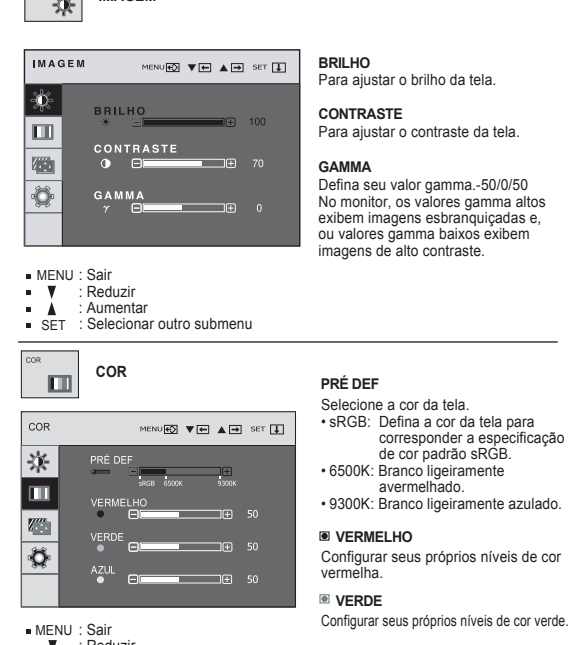 IMAGEM
MENU ▼ ▲ SET
BRILHO
100
CONTRASTE
70
GAMMA
γ 0
BRILHO
Para ajustar o brilho da tela.
CONTRASTE
Para ajustar o contraste da tela.
GAMMA
Defina seu valor gamma.-50/0/50
No monitor, os valores gamma altos
exibem imagens esbranquiçadas e,
ou valores gamma baixos exibem
imagens de alto contraste.
▪ MENU : Sair
▪ ▼ : Reduzir
▪ ▲ : Aumentar
▪ SET : Selecionar outro submenu
COR
COR
COR
MENU ▼ ▲ SET
PRÉ DEF
sRGB 6500K 9300K
VERMELHO
50
VERDE
50
AZUL
50
PRÉ DEF
Selecione a cor da tela.
• sRGB: Defina a cor da tela para
corresponder a especificação
de cor padrão sRGB.
• 6500K: Branco ligeiramente
avermelhado.
• 9300K: Branco ligeiramente azulado.
VERMELHO
Configurar seus próprios níveis de cor
vermelha.
VERDE
Configurar seus próprios níveis de cor verde.
▪ MENU : Sair